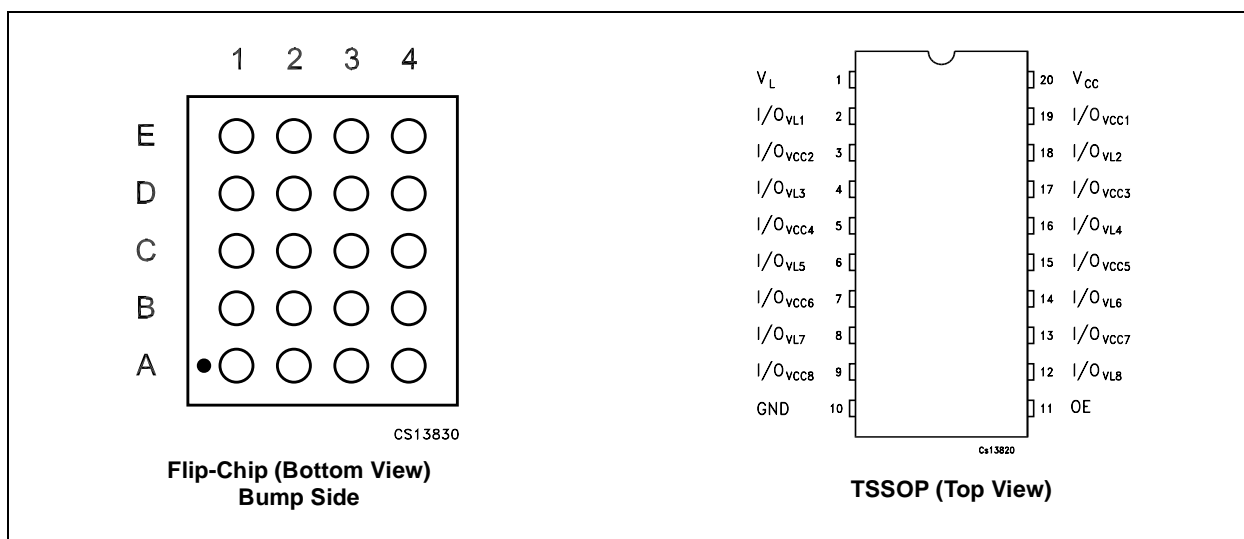 1 2 3 4
E
D
C
B
A
CS13830
Flip-Chip (Bottom View)
Bump Side
V_L 1 20 V_CC
I/O_VL1 2 19 I/O_VCC1
I/O_VCC2 3 18 I/O_VL2
I/O_VL3 4 17 I/O_VCC3
I/O_VCC4 5 16 I/O_VL4
I/O_VL5 6 15 I/O_VCC5
I/O_VCC6 7 14 I/O_VL6
I/O_VL7 8 13 I/O_VCC7
I/O_VCC8 9 12 I/O_VL8
GND 10 11 OE
Cs13820
TSSOP (Top View)